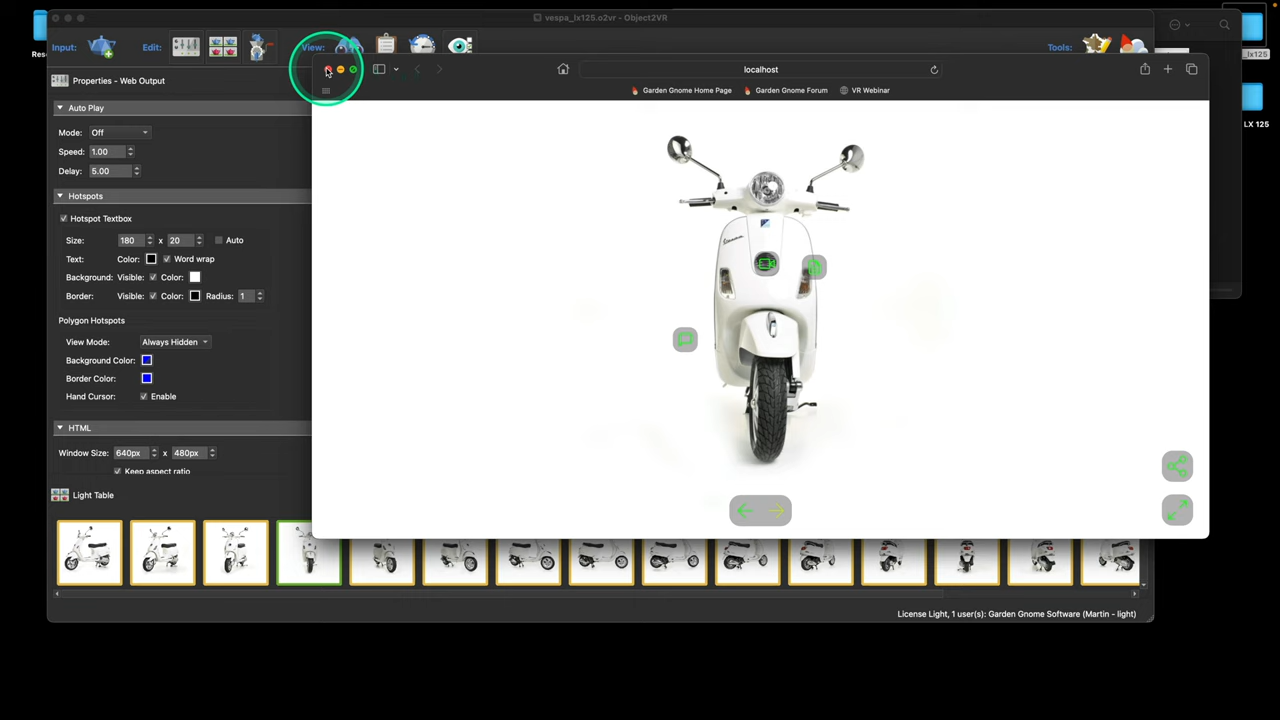 vespa_lx125.o2vr - Object2VR
Input:
Edit:
View:
Tools:
Properties - Web Output
localhost
Garden Gnome Home Page
Garden Gnome Forum
VR Webinar
_lx125
LX 125
Auto Play
Mode: Off
Speed: 1.00
Delay: 5.00
Hotspots
Hotspot Textbox
Size: 180 x 20 Auto
Text: Color: Word wrap
Background: Visible: Color:
Border: Visible: Color: Radius: 1
Polygon Hotspots
View Mode: Always Hidden
Background Color:
Border Color:
Hand Cursor: Enable
HTML
Window Size: 640px x 480px
Keep aspect ratio
Light Table
License Light, 1 user(s): Garden Gnome Software (Martin - light)